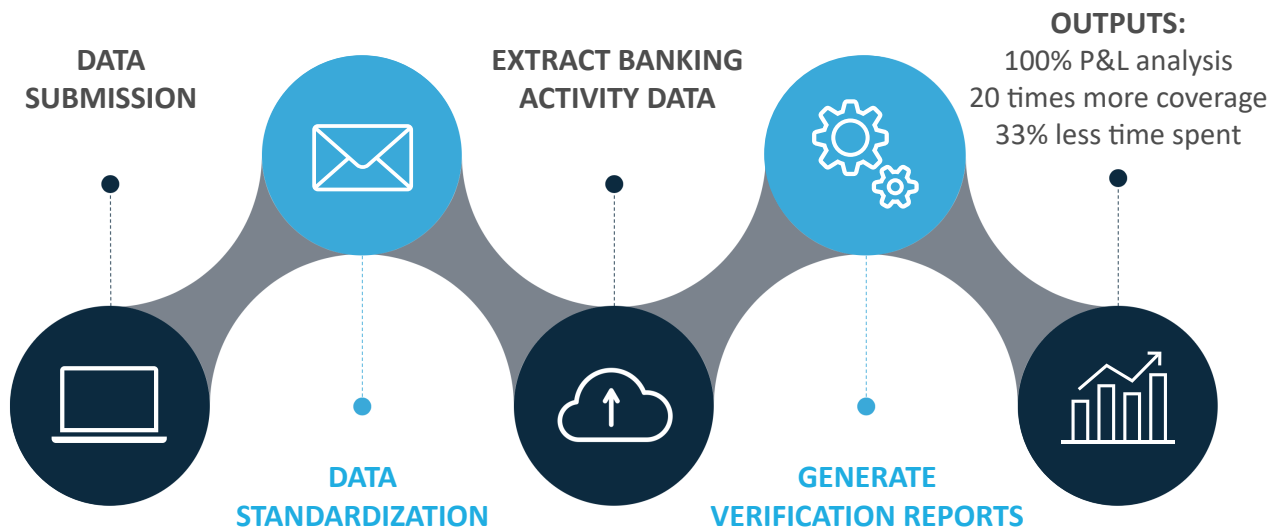 DATA
SUBMISSION
DATA
STANDARDIZATION
EXTRACT BANKING
ACTIVITY DATA
GENERATE
VERIFICATION REPORTS
OUTPUTS:
100% P&L analysis
20 times more coverage
33% less time spent